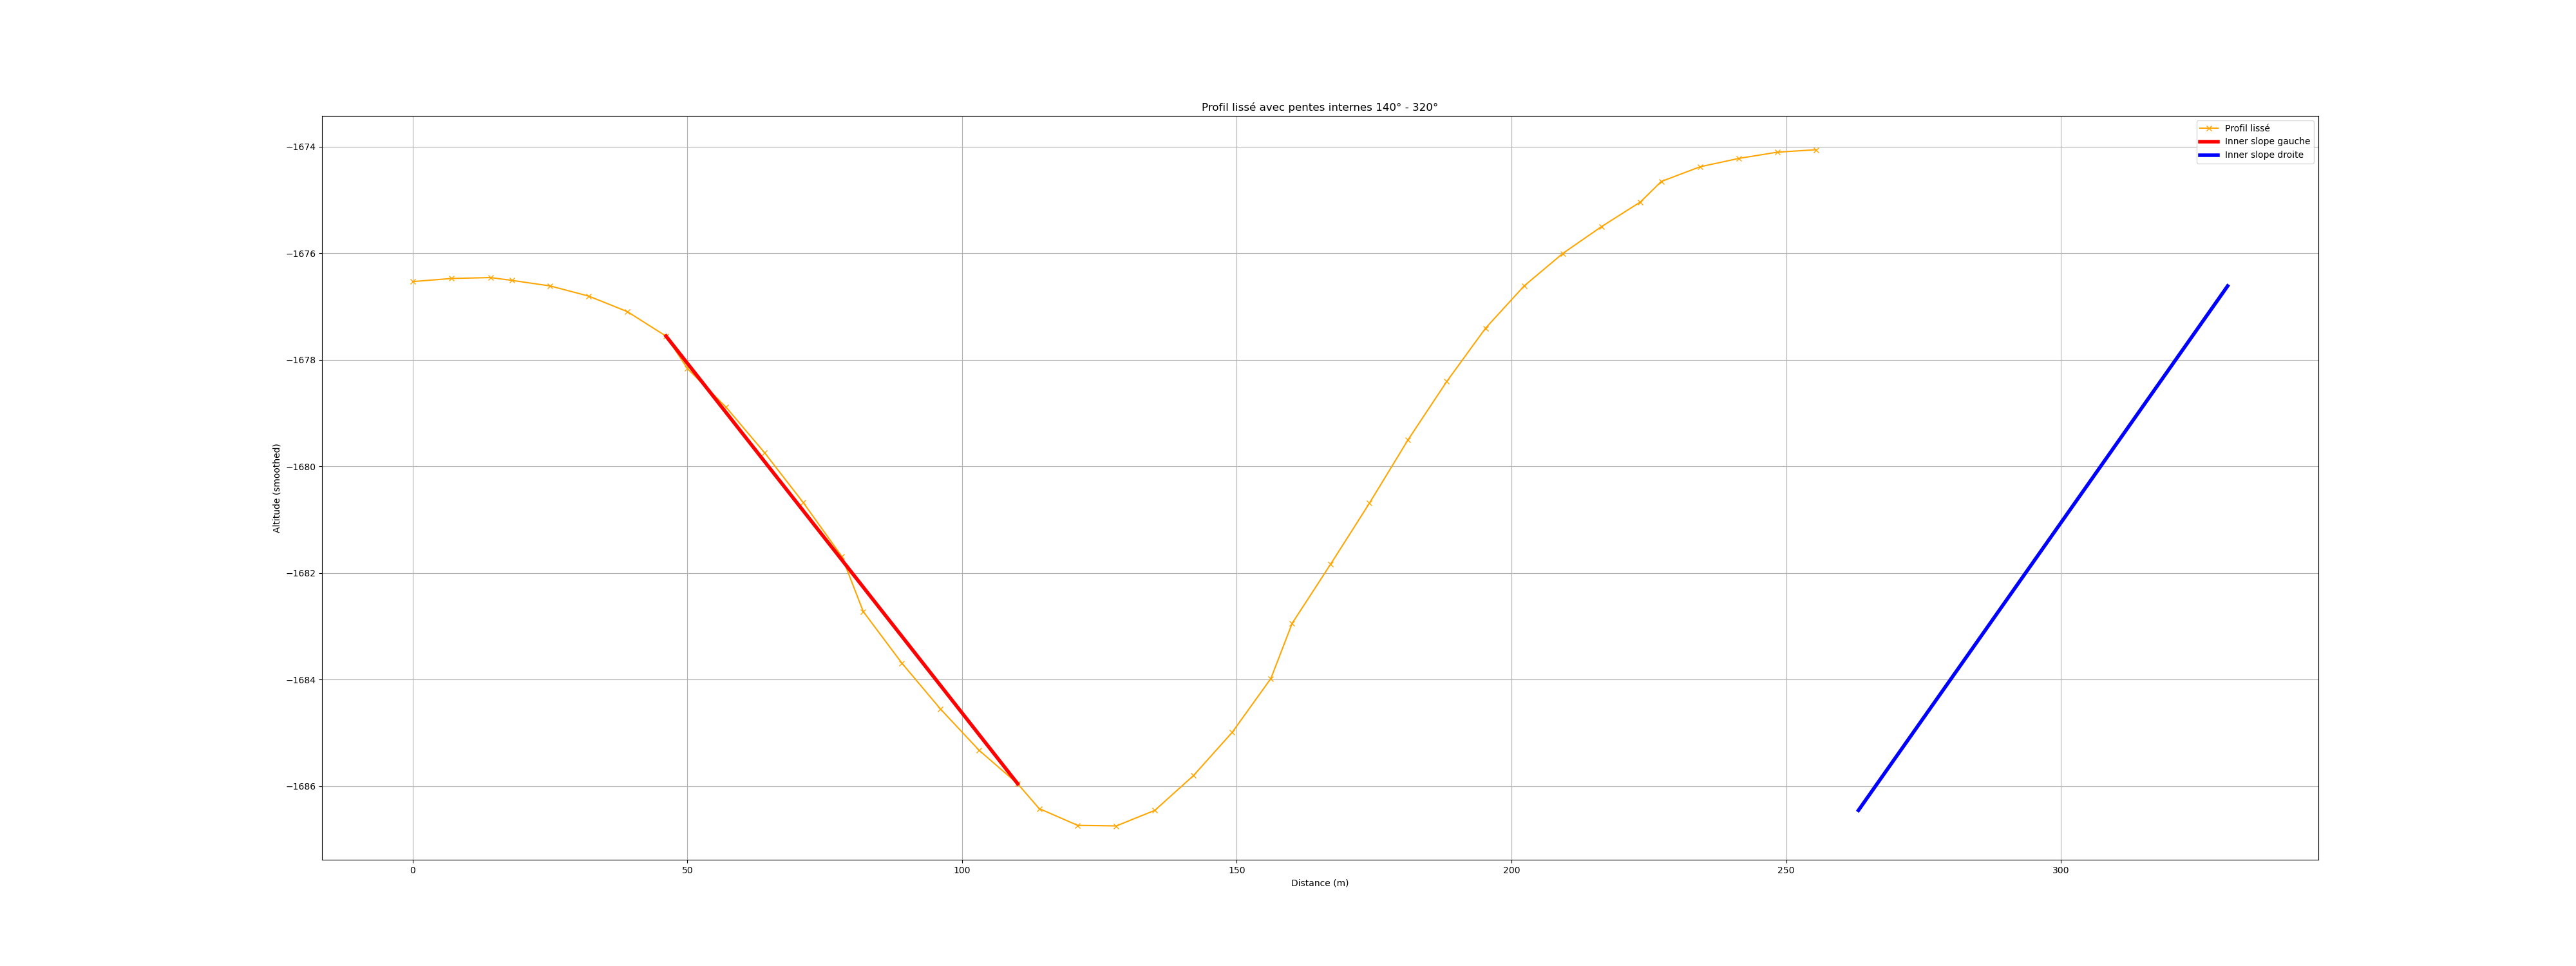 Profil lissé avec pentes internes 140° - 320°
Profil lissé
Inner slope gauche
Inner slope droite
Altitude (smoothed)
−1674
−1676
−1678
−1680
−1682
−1684
−1686
0
50
100
150
200
250
300
Distance (m)